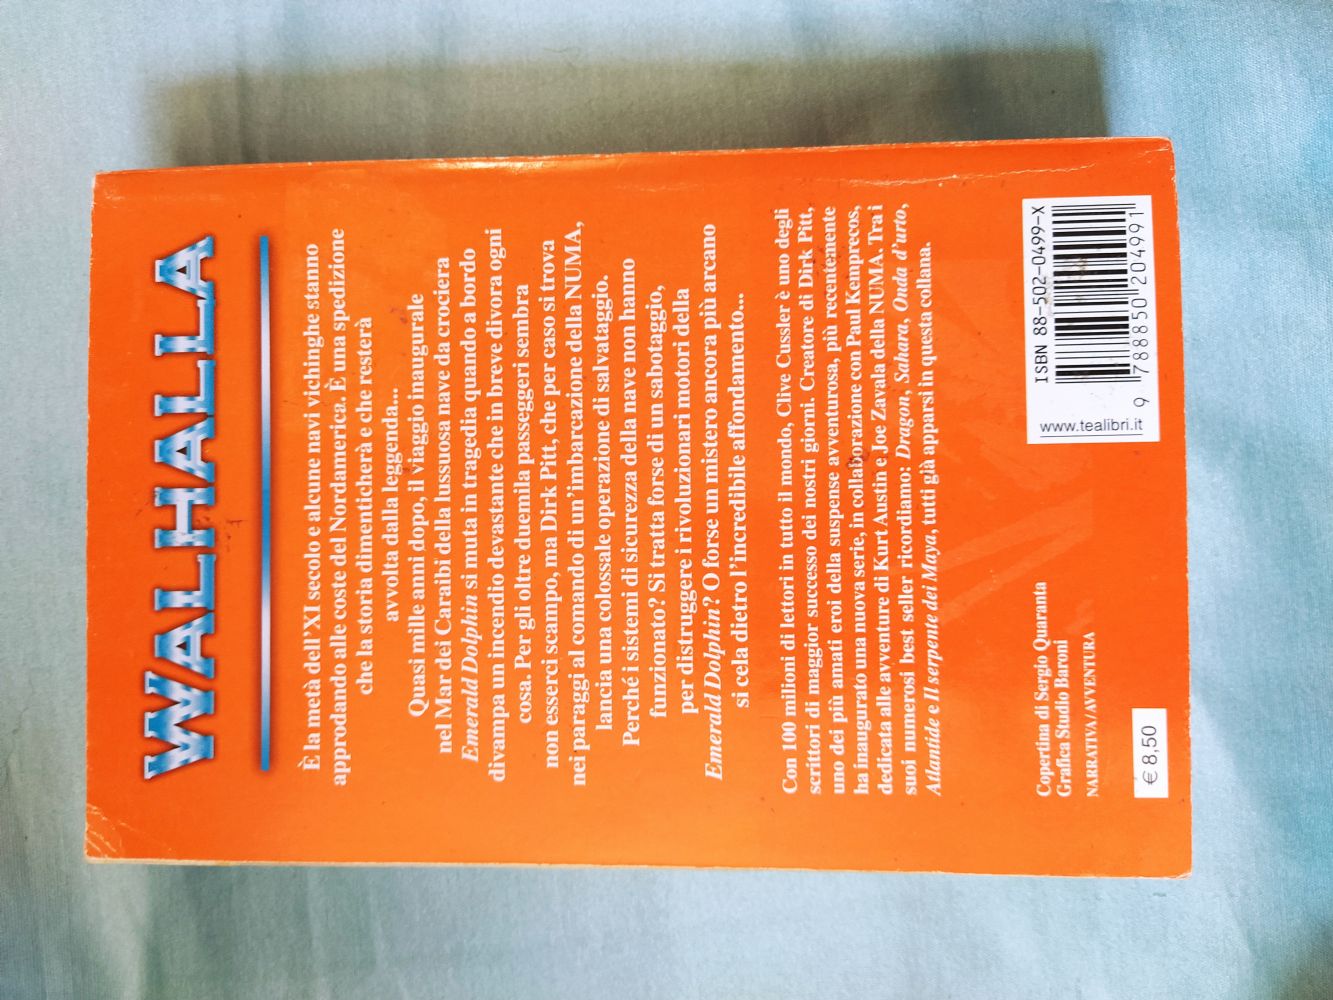 WALHALLA
È la metà dell'XI secolo e alcune navi vichinghe stanno
approdando alle coste del Nordamerica. È una spedizione
che la storia dimenticherà e che resterà
avvolta dalla leggenda...
Quasi mille anni dopo, il viaggio inaugurale
nel Mar dei Caraibi della lussuosa nave da crociera
Emerald Dolphin si muta in tragedia quando a bordo
divampa un incendio devastante che in breve divora ogni
cosa. Per gli oltre duemila passeggeri sembra
non esserci scampo, ma Dirk Pitt, che per caso si trova
nei paraggi al comando di un'imbarcazione della NUMA,
lancia una colossale operazione di salvataggio.
Perché i sistemi di sicurezza della nave non hanno
funzionato? Si tratta forse di un sabotaggio,
per distruggere i rivoluzionari motori della
Emerald Dolphin? O forse un mistero ancora più arcano
si cela dietro l'incredibile affondamento...
Con 100 milioni di lettori in tutto il mondo, Clive Cussler è uno degli
scrittori di maggior successo dei nostri giorni. Creatore di Dirk Pitt,
uno dei più amati eroi della suspense avventurosa, più recentemente
ha inaugurato una nuova serie, in collaborazione con Paul Kemprecos,
dedicata alle avventure di Kurt Austin e Joe Zavala della NUMA. Tra i
suoi numerosi best seller ricordiamo: Dragon, Sahara, Onda d'urto,
Atlantide e Il serpente dei Maya, tutti già apparsi in questa collana.
Copertina di Sergio Quaranta
Grafica Studio Baroni
NARRATIVA/AVVENTURA
€ 8,50
www.tealibri.it
ISBN 88-502-0499-X
9 788850 204991